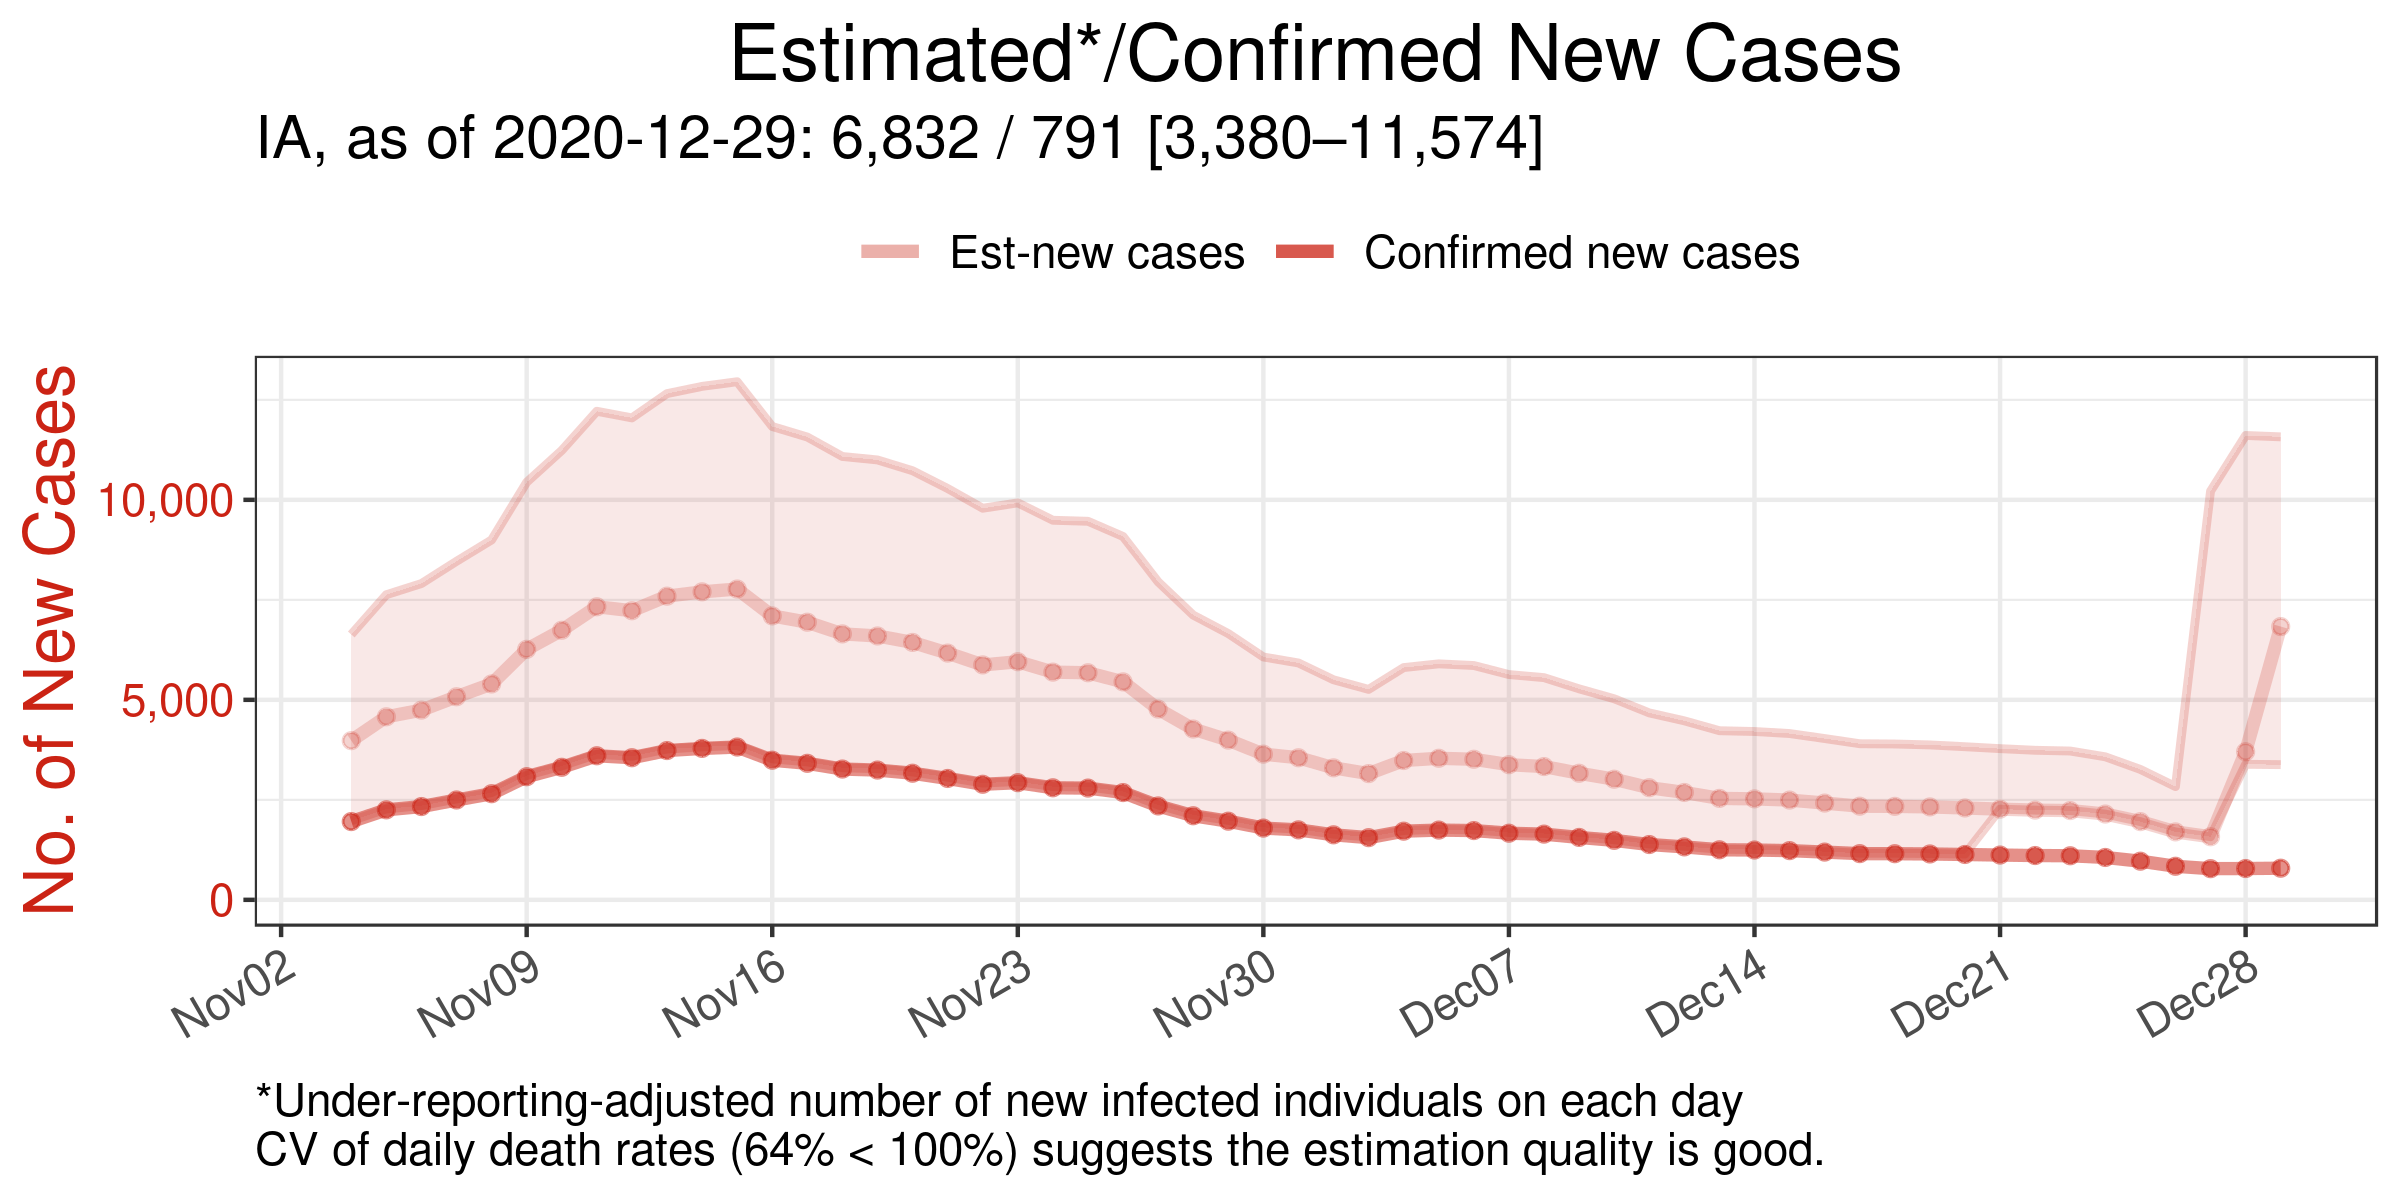 Estimated*/Confirmed New Cases
IA, as of 2020-12-29: 6,832 / 791 [3,380–11,574]
Est-new cases
Confirmed new cases
No. of New Cases
10,000
5,000
0
Nov02
Nov09
Nov16
Nov23
Nov30
Dec07
Dec14
Dec21
Dec28
*Under-reporting-adjusted number of new infected individuals on each day
CV of daily death rates (64% < 100%) suggests the estimation quality is good.